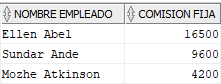 NOMBRE EMPLEADO COMISION FIJA
Ellen Abel 16500
Sundar Ande 9600
Mozhe Atkinson 4200